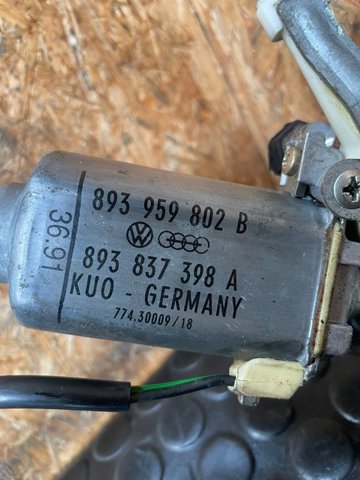 893 959 802 B
893 837 398 A
KUO - GERMANY
774.30009/18
36.91